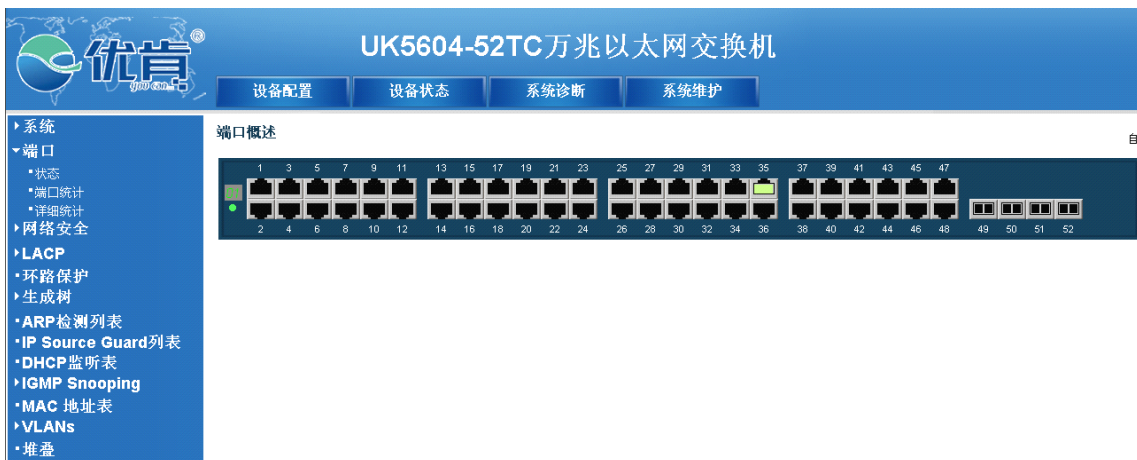 优肯®
UK5604-52TC万兆以太网交换机
设备配置 设备状态 系统诊断 系统维护
系统
端口
状态
端口统计
详细统计
网络安全
LACP
环路保护
生成树
ARP检测列表
IP Source Guard列表
DHCP监听表
IGMP Snooping
MAC 地址表
VLANs
堆叠
端口概述
自
1 3 5 7 9 11 13 15 17 19 21 23 25 27 29 31 33 35 37 39 41 43 45 47
2 4 6 8 10 12 14 16 18 20 22 24 26 28 30 32 34 36 38 40 42 44 46 48 49 50 51 52